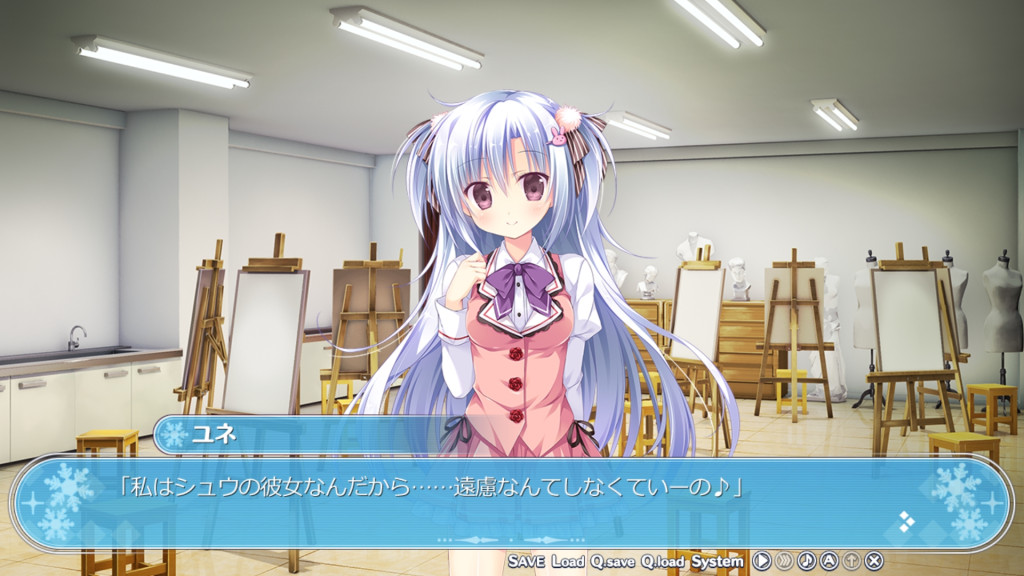 ユネ
「私はシュウの彼女なんだから……遠慮なんてしなくていーの♪」
SAVE Load Q.save Q.load System